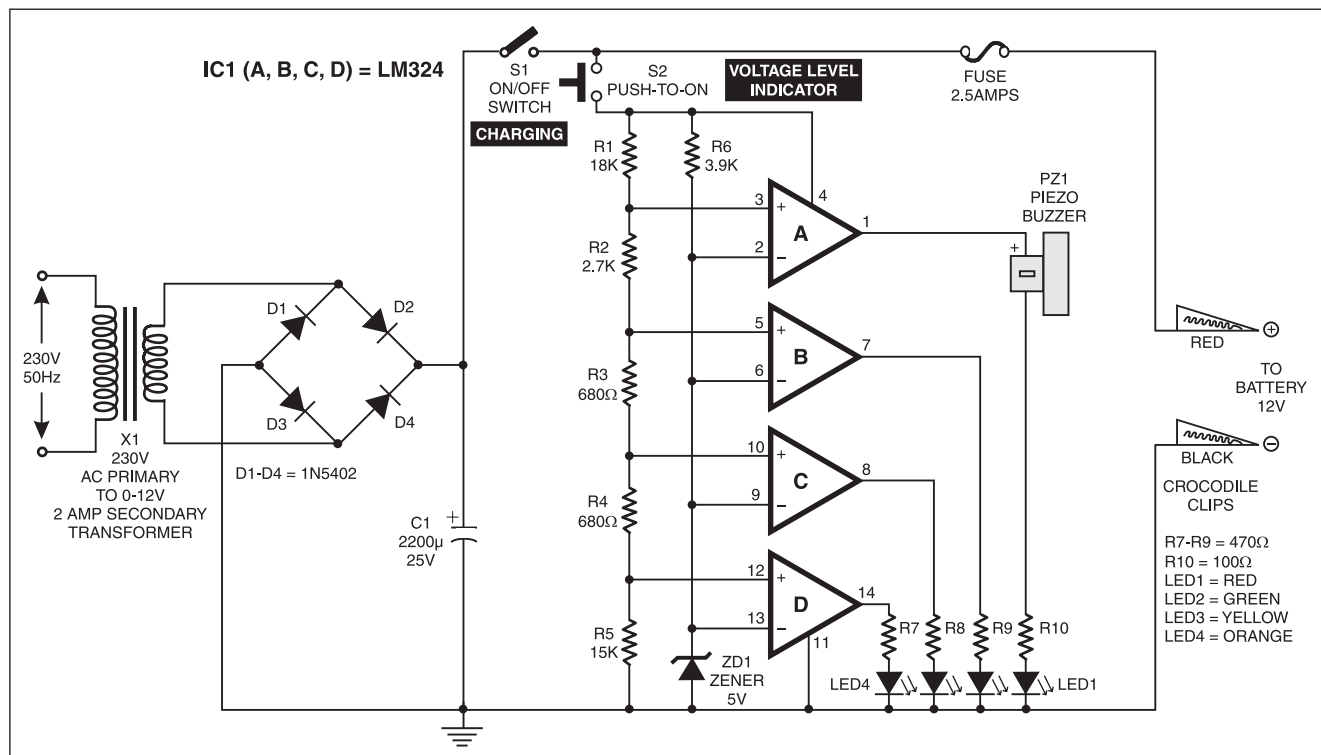 IC1 (A, B, C, D) = LM324
S1
ON/OFF
SWITCH
CHARGING
S2
PUSH-TO-ON
VOLTAGE LEVEL
INDICATOR
FUSE
2.5AMPS
R1
18K
R6
3.9K
3
+
4
2
–
A
1
PZ1
PIEZO
BUZZER
+
R2
2.7K
5
+
6
–
B
7
R3
680Ω
10
+
9
–
C
8
R4
680Ω
12
+
13
–
D
14
11
R5
15K
ZD1
ZENER
5V
R7
R8
R9
R10
LED4
LED1
230V
50Hz
X1
230V
AC PRIMARY
TO 0-12V
2 AMP SECONDARY
TRANSFORMER
D1
D2
D3
D4
D1-D4 = 1N5402
C1
2200µ
25V
+
RED
+
TO
BATTERY
12V
BLACK
–
CROCODILE
CLIPS
R7-R9 = 470Ω
R10 = 100Ω
LED1 = RED
LED2 = GREEN
LED3 = YELLOW
LED4 = ORANGE